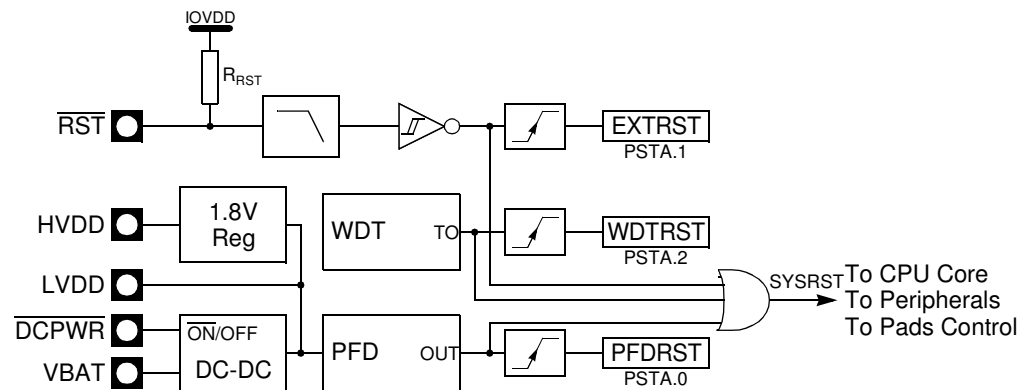 IOVDD
RRST
RST
EXTRST
PSTA.1
HVDD
1.8V
Reg
WDT
TO
WDTRST
PSTA.2
LVDD
SYSRST
To CPU Core
To Peripherals
To Pads Control
DCPWR
ON/OFF
VBAT
DC-DC
PFD
OUT
PFDRST
PSTA.0